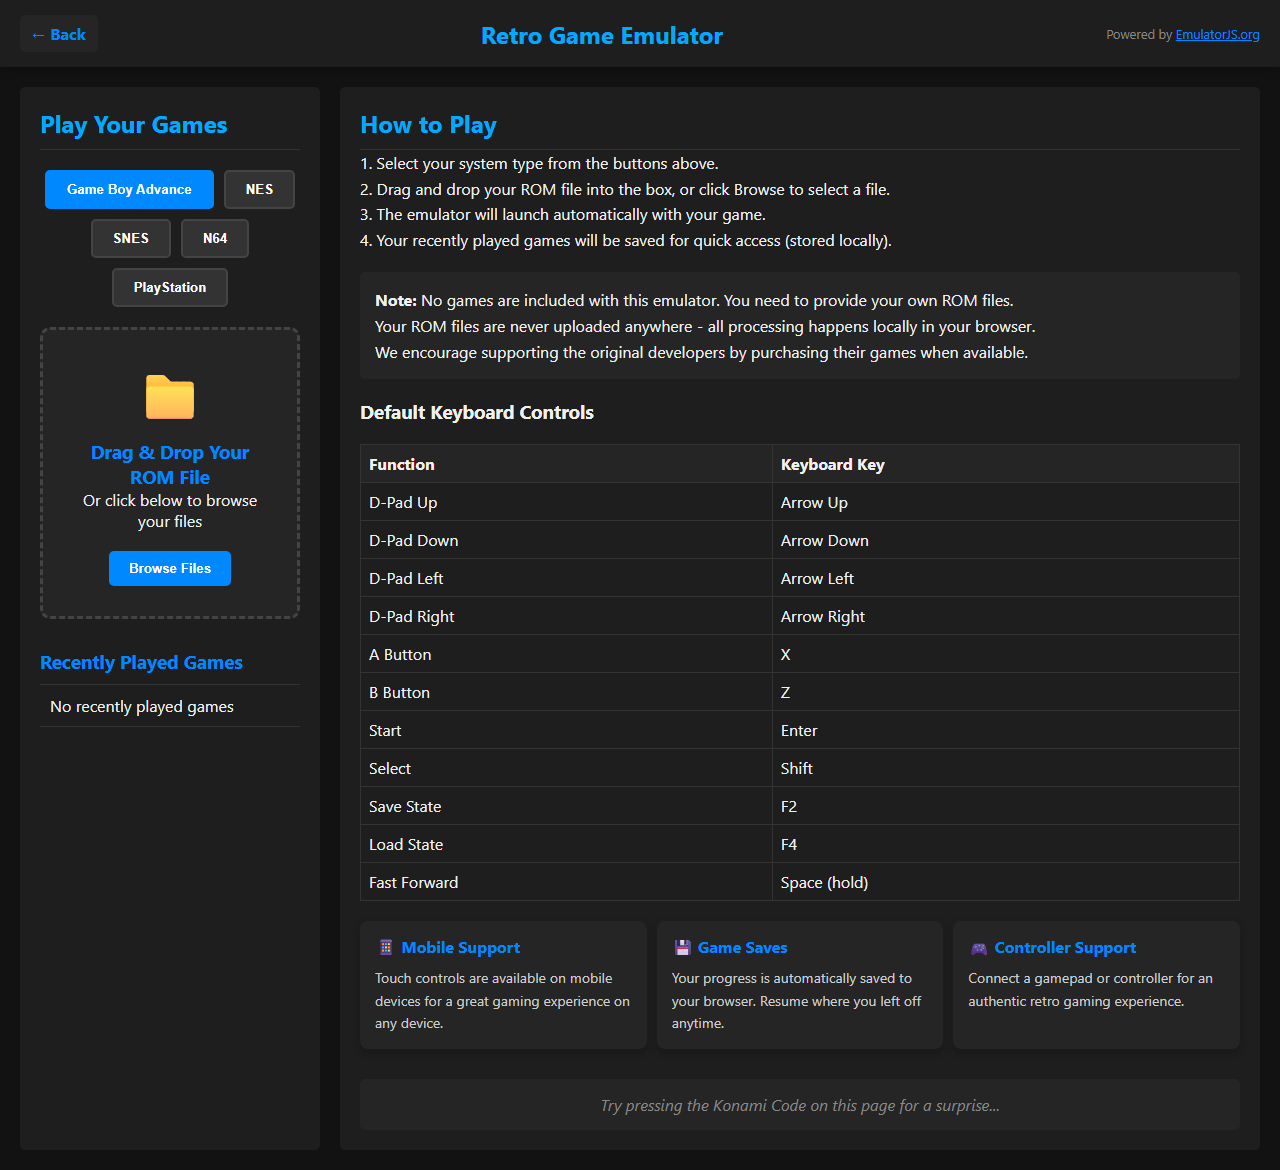 ← Back
Retro Game Emulator
Powered by EmulatorJS.org
Play Your Games
Game Boy Advance
NES
SNES
N64
PlayStation
Drag & Drop Your
ROM File
Or click below to browse
your files
Browse Files
Recently Played Games
No recently played games
How to Play
1. Select your system type from the buttons above.
2. Drag and drop your ROM file into the box, or click Browse to select a file.
3. The emulator will launch automatically with your game.
4. Your recently played games will be saved for quick access (stored locally).
Note: No games are included with this emulator. You need to provide your own ROM files.
Your ROM files are never uploaded anywhere - all processing happens locally in your browser.
We encourage supporting the original developers by purchasing their games when available.
Default Keyboard Controls
Function Keyboard Key
D-Pad Up Arrow Up
D-Pad Down Arrow Down
D-Pad Left Arrow Left
D-Pad Right Arrow Right
A Button X
B Button Z
Start Enter
Select Shift
Save State F2
Load State F4
Fast Forward Space (hold)
Mobile Support
Touch controls are available on mobile
devices for a great gaming experience on
any device.
Game Saves
Your progress is automatically saved to
your browser. Resume where you left off
anytime.
Controller Support
Connect a gamepad or controller for an
authentic retro gaming experience.
Try pressing the Konami Code on this page for a surprise...